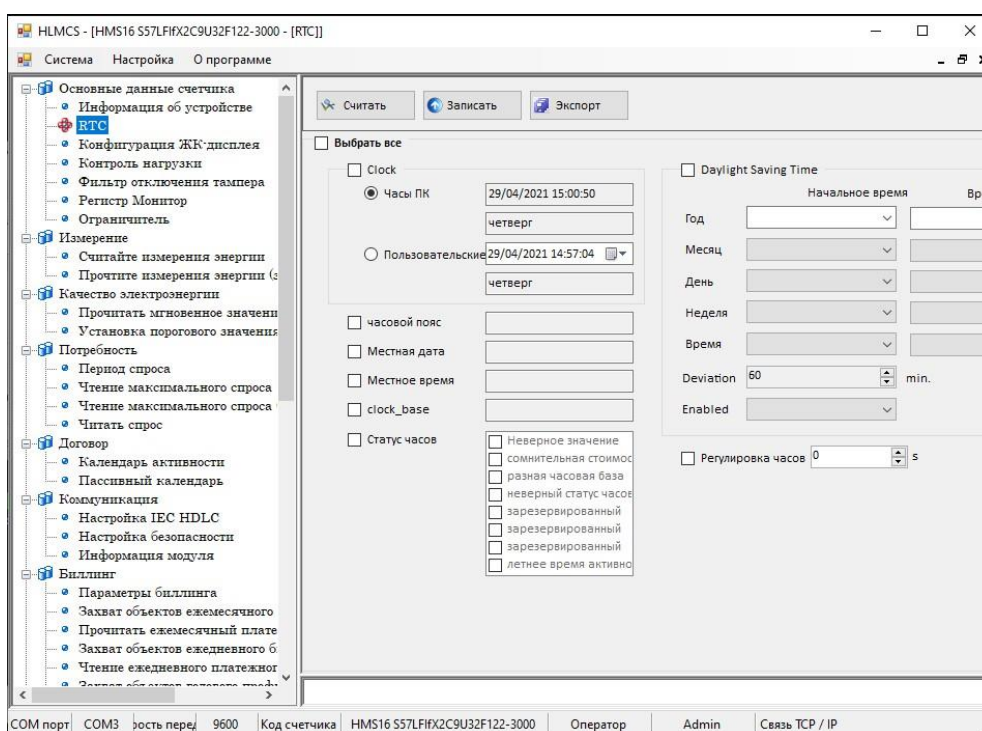 HLMCS - [HMS16 S57LFIfX2C9U32F122-3000 - [RTC]]
Система Настройка О программе
Основные данные счетчика
Информация об устройстве
RTC
Конфигурация ЖК-дисплея
Контроль нагрузки
Фильтр отключения тампера
Регистр Монитор
Ограничитель
Измерение
Считайте измерения энергии
Прочтите измерения энергии (з
Качество электроэнергии
Прочитать мгновенное значени
Установка порогового значения
Потребность
Период спроса
Чтение максимального спроса
Чтение максимального спроса
Читать спрос
Договор
Календарь активности
Пассивный календарь
Коммуникация
Настройка IEC HDLC
Настройка безопасности
Информация модуля
Биллинг
Параметры биллинга
Захват объектов ежемесячного
Прочитать ежемесячный плате
Захват объектов ежедневного б
Чтение ежедневного платежног
Считать Записать Экспорт
Выбрать все
Clock
Часы ПК 29/04/2021 15:00:50
четверг
Пользовательские 29/04/2021 14:57:04
четверг
часовой пояс
Местная дата
Местное время
clock_base
Статус часов
Неверное значение
сомнительная стоимос
разная часовая база
неверный статус часов
зарезервированный
зарезервированный
зарезервированный
летнее время активно
Daylight Saving Time
Начальное время Вр
Год
Месяц
День
Неделя
Время
Deviation 60 min.
Enabled
Регулировка часов 0 s
COM порт COM3 рость перед 9600 Код счетчика HMS16 S57LFIfX2C9U32F122-3000 Оператор Admin Связь TCP / IP